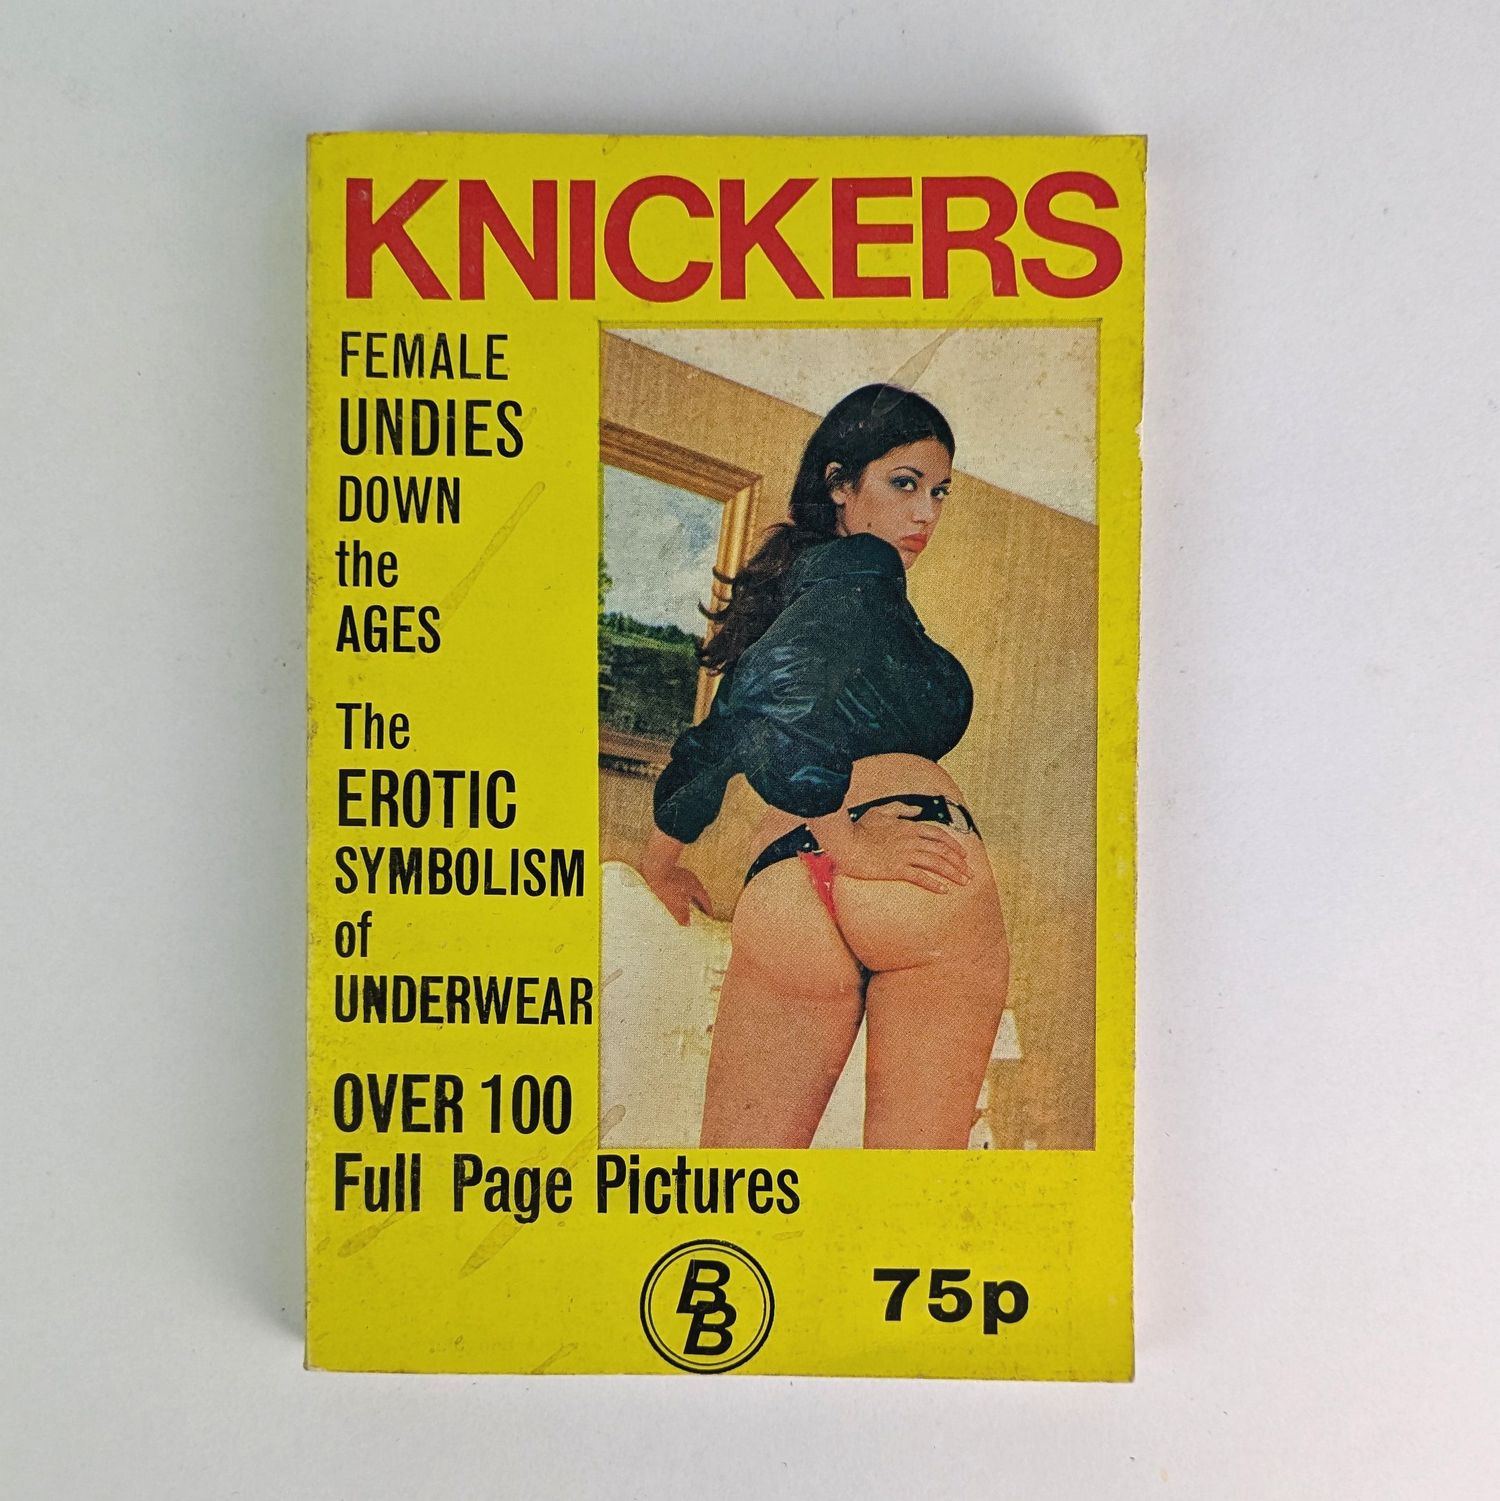 KNICKERS
FEMALE
UNDIES
DOWN
the
AGES
The
EROTIC
SYMBOLISM
of
UNDERWEAR
OVER 100
Full Page Pictures
BB
75p